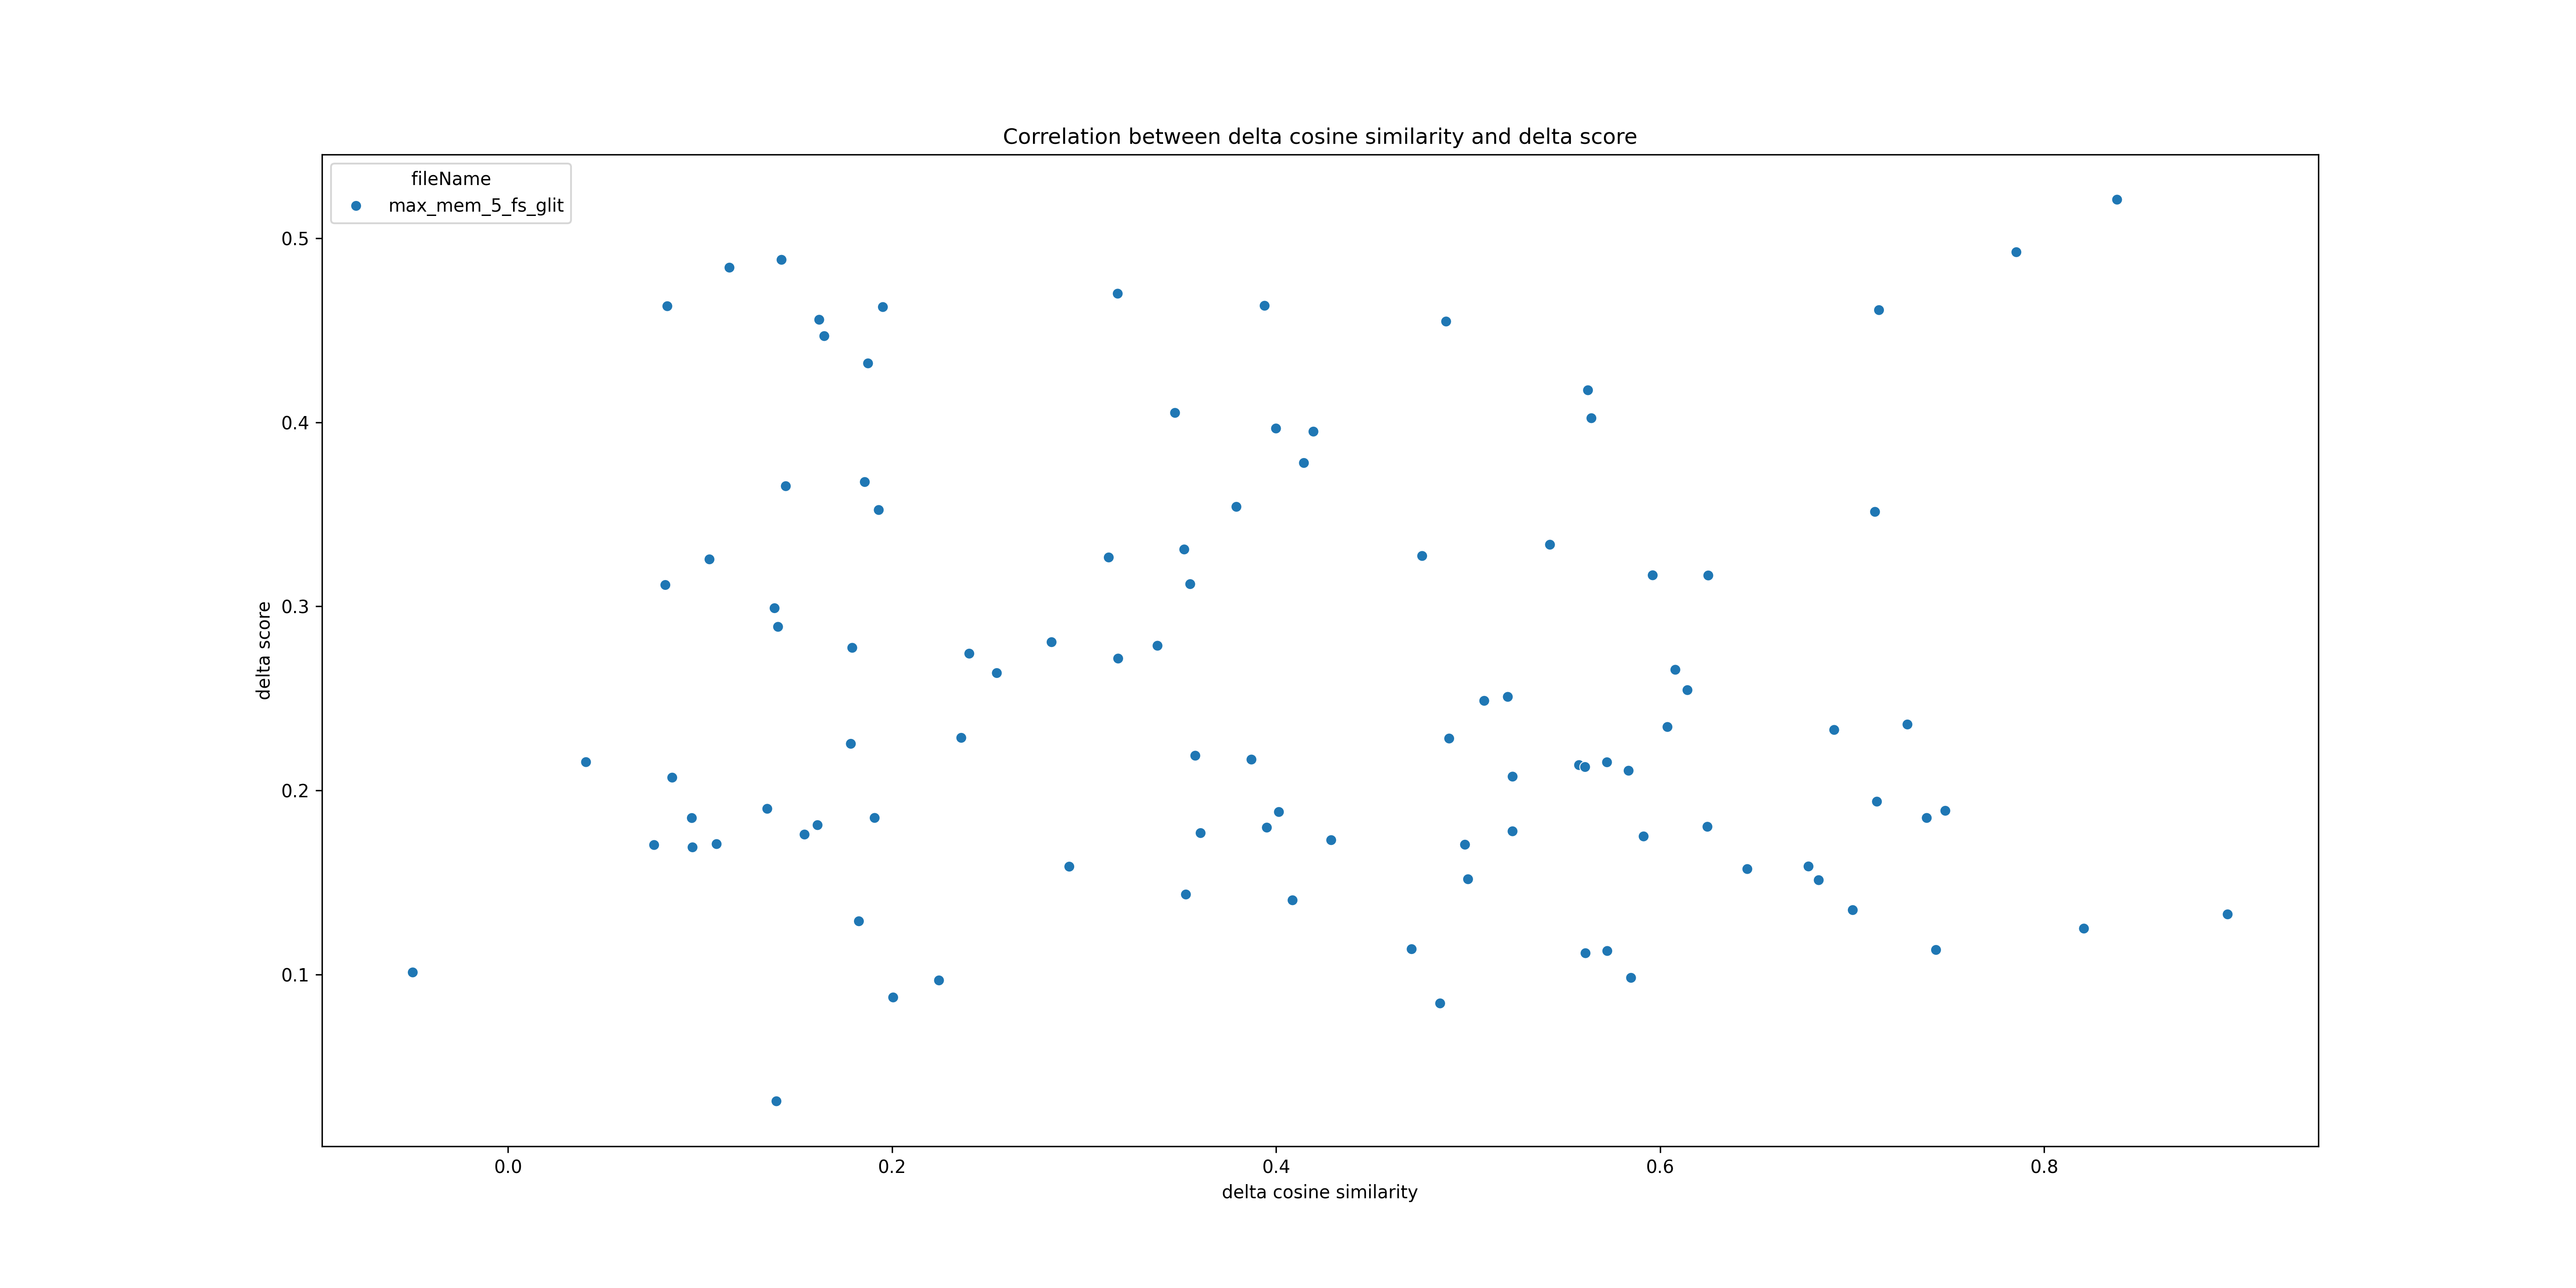 Correlation between delta cosine similarity and delta score
fileName
max_mem_5_fs_glit
0.5
0.4
0.3
0.2
0.1
delta score
0.0
0.2
0.4
0.6
0.8
delta cosine similarity